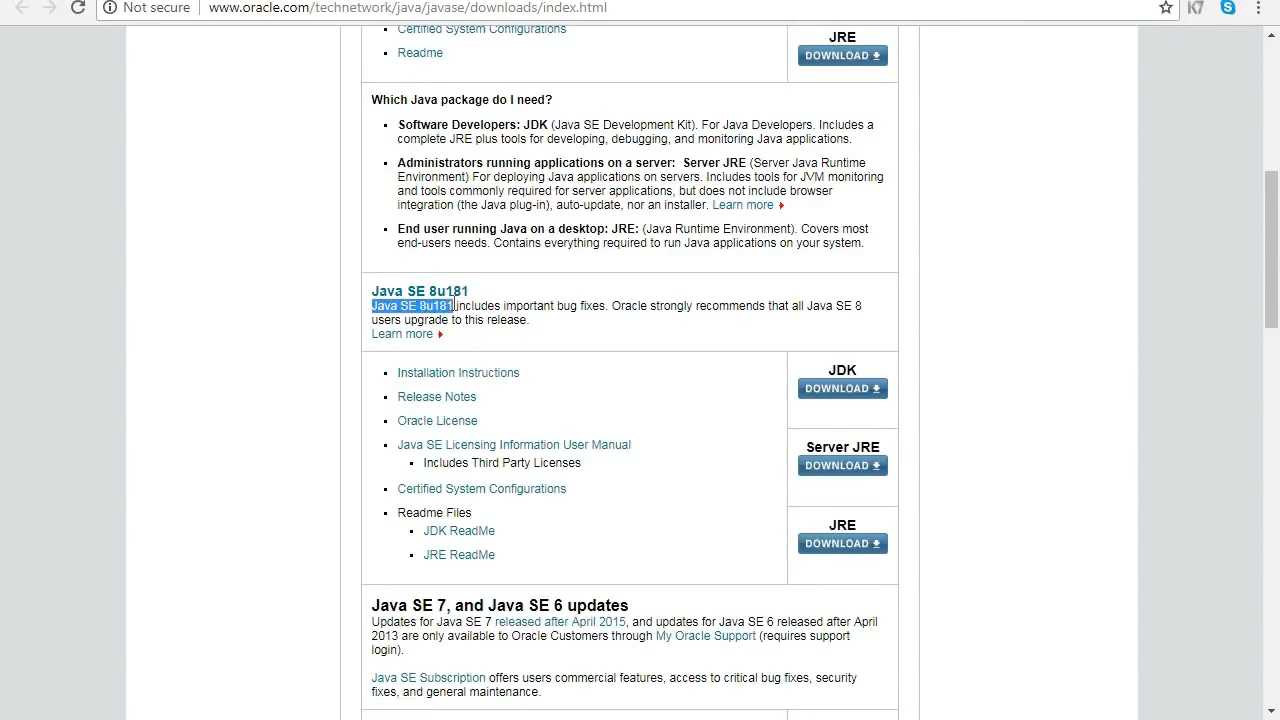 Not secure
www.oracle.com/technetwork/java/javase/downloads/index.html
K7
Certified System Configurations
Readme
JRE
DOWNLOAD
Which Java package do I need?
Software Developers: JDK (Java SE Development Kit). For Java Developers. Includes a
complete JRE plus tools for developing, debugging, and monitoring Java applications.
Administrators running applications on a server: Server JRE (Server Java Runtime
Environment) For deploying Java applications on servers. Includes tools for JVM monitoring
and tools commonly required for server applications, but does not include browser
integration (the Java plug-in), auto-update, nor an installer. Learn more
End user running Java on a desktop: JRE: (Java Runtime Environment). Covers most
end-users needs. Contains everything required to run Java applications on your system.
Java SE 8u181
Java SE 8u181 includes important bug fixes. Oracle strongly recommends that all Java SE 8
users upgrade to this release.
Learn more
Installation Instructions
Release Notes
Oracle License
Java SE Licensing Information User Manual
Includes Third Party Licenses
Certified System Configurations
Readme Files
JDK ReadMe
JRE ReadMe
JDK
DOWNLOAD
Server JRE
DOWNLOAD
JRE
DOWNLOAD
Java SE 7, and Java SE 6 updates
Updates for Java SE 7 released after April 2015, and updates for Java SE 6 released after April
2013 are only available to Oracle Customers through My Oracle Support (requires support
login).
Java SE Subscription offers users commercial features, access to critical bug fixes, security
fixes, and general maintenance.